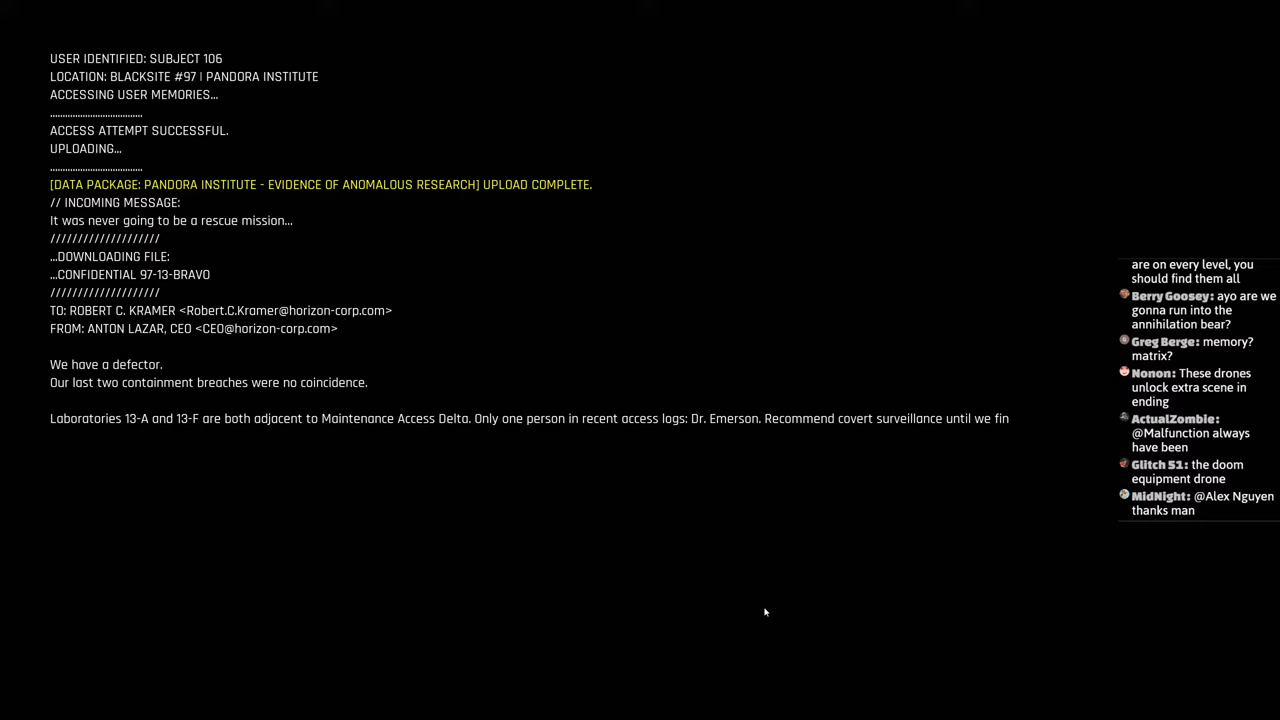 USER IDENTIFIED: SUBJECT 106
LOCATION: BLACKSITE #97 | PANDORA INSTITUTE
ACCESSING USER MEMORIES...
.....................................
ACCESS ATTEMPT SUCCESSFUL.
UPLOADING...
.....................................
[DATA PACKAGE: PANDORA INSTITUTE - EVIDENCE OF ANOMALOUS RESEARCH] UPLOAD COMPLETE.
// INCOMING MESSAGE:
It was never going to be a rescue mission...
////////////////////
...DOWNLOADING FILE:
...CONFIDENTIAL 97-13-BRAVO
////////////////////
TO: ROBERT C. KRAMER <Robert.C.Kramer@horizon-corp.com>
FROM: ANTON LAZAR, CEO <CEO@horizon-corp.com>
We have a defector.
Our last two containment breaches were no coincidence.
Laboratories 13-A and 13-F are both adjacent to Maintenance Access Delta. Only one person in recent access logs: Dr. Emerson. Recommend covert surveillance until we fin
are on every level, you
should find them all
Berry Goosey: ayo are we
gonna run into the
annihilation bear?
Greg Berge: memory?
matrix?
Nonon: These drones
unlock extra scene in
ending
ActualZombie:
@Malfunction always
have been
Glitch 51: the doom
equipment drone
MidNight: @Alex Nguyen
thanks man